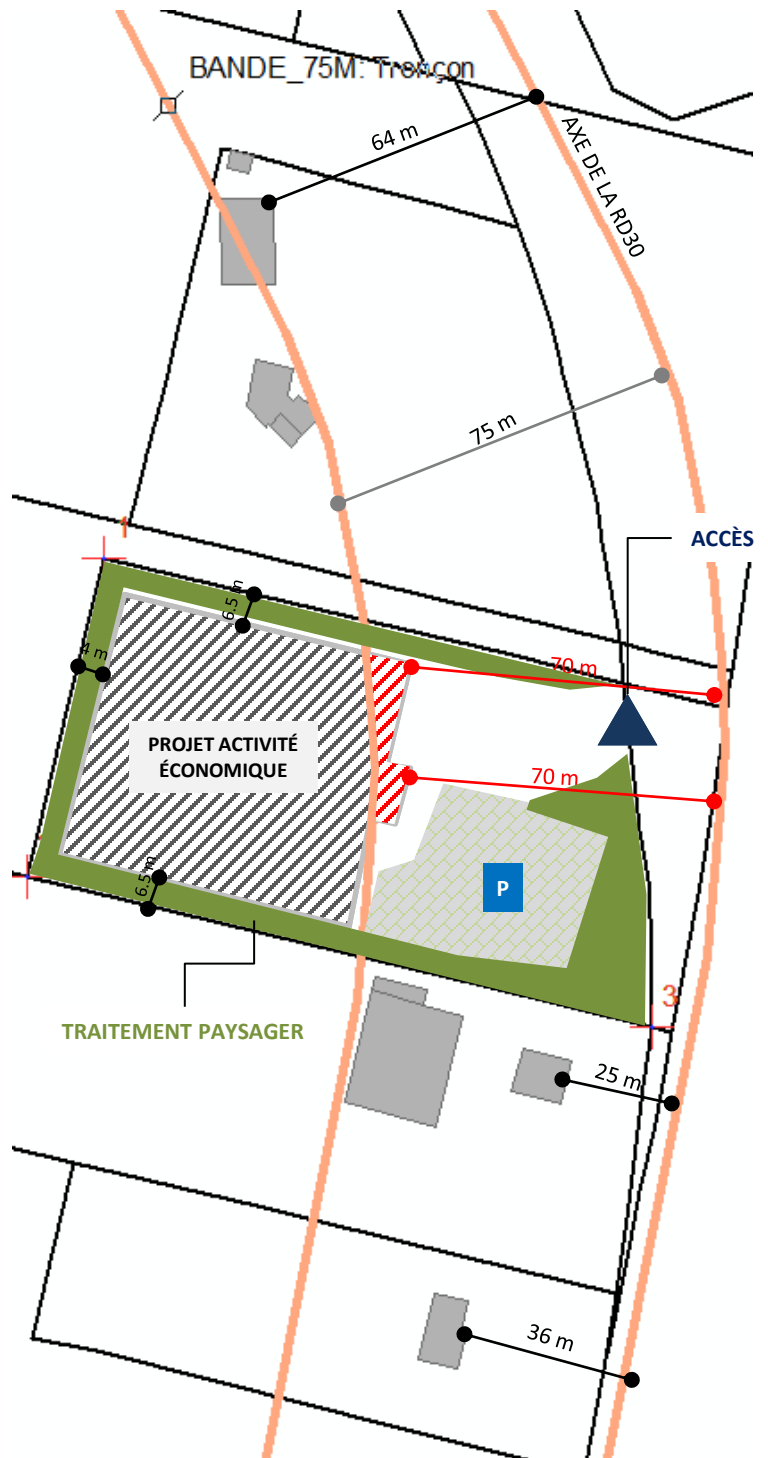 BANDE_75M: Tronçon
64 m
AXE DE LA RD30
75 m
1
ACCÈS
6.5 m
4 m
70 m
PROJET ACTIVITÉ
ÉCONOMIQUE
70 m
6.5 m
P
3
TRAITEMENT PAYSAGER
25 m
36 m